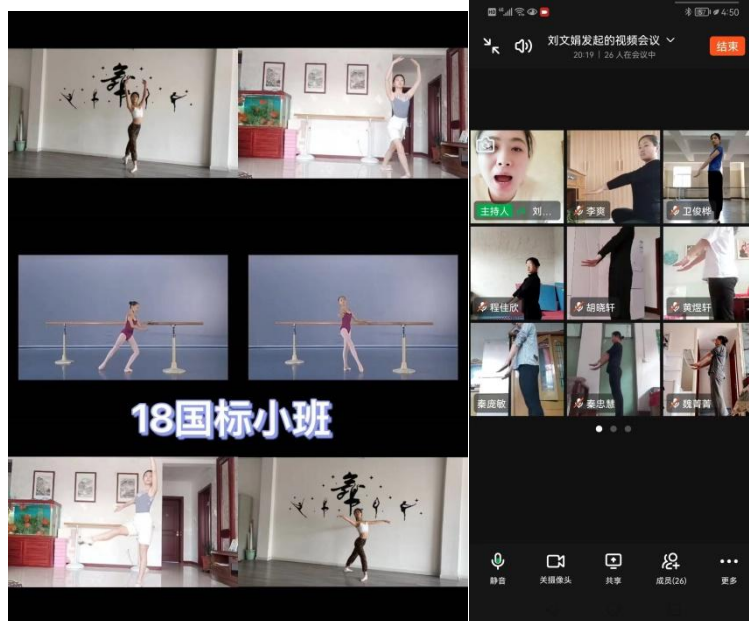 舞
舞
18国标小班
4:50
刘文娟发起的视频会议
结束
20:19 | 26 人在会议中
主持人 刘...
李爽
卫俊桦
程佳欣
胡晓轩
黄煜轩
秦庞敏
秦忠慧
魏菁菁
静音
关摄像头
共享
成员(26)
更多